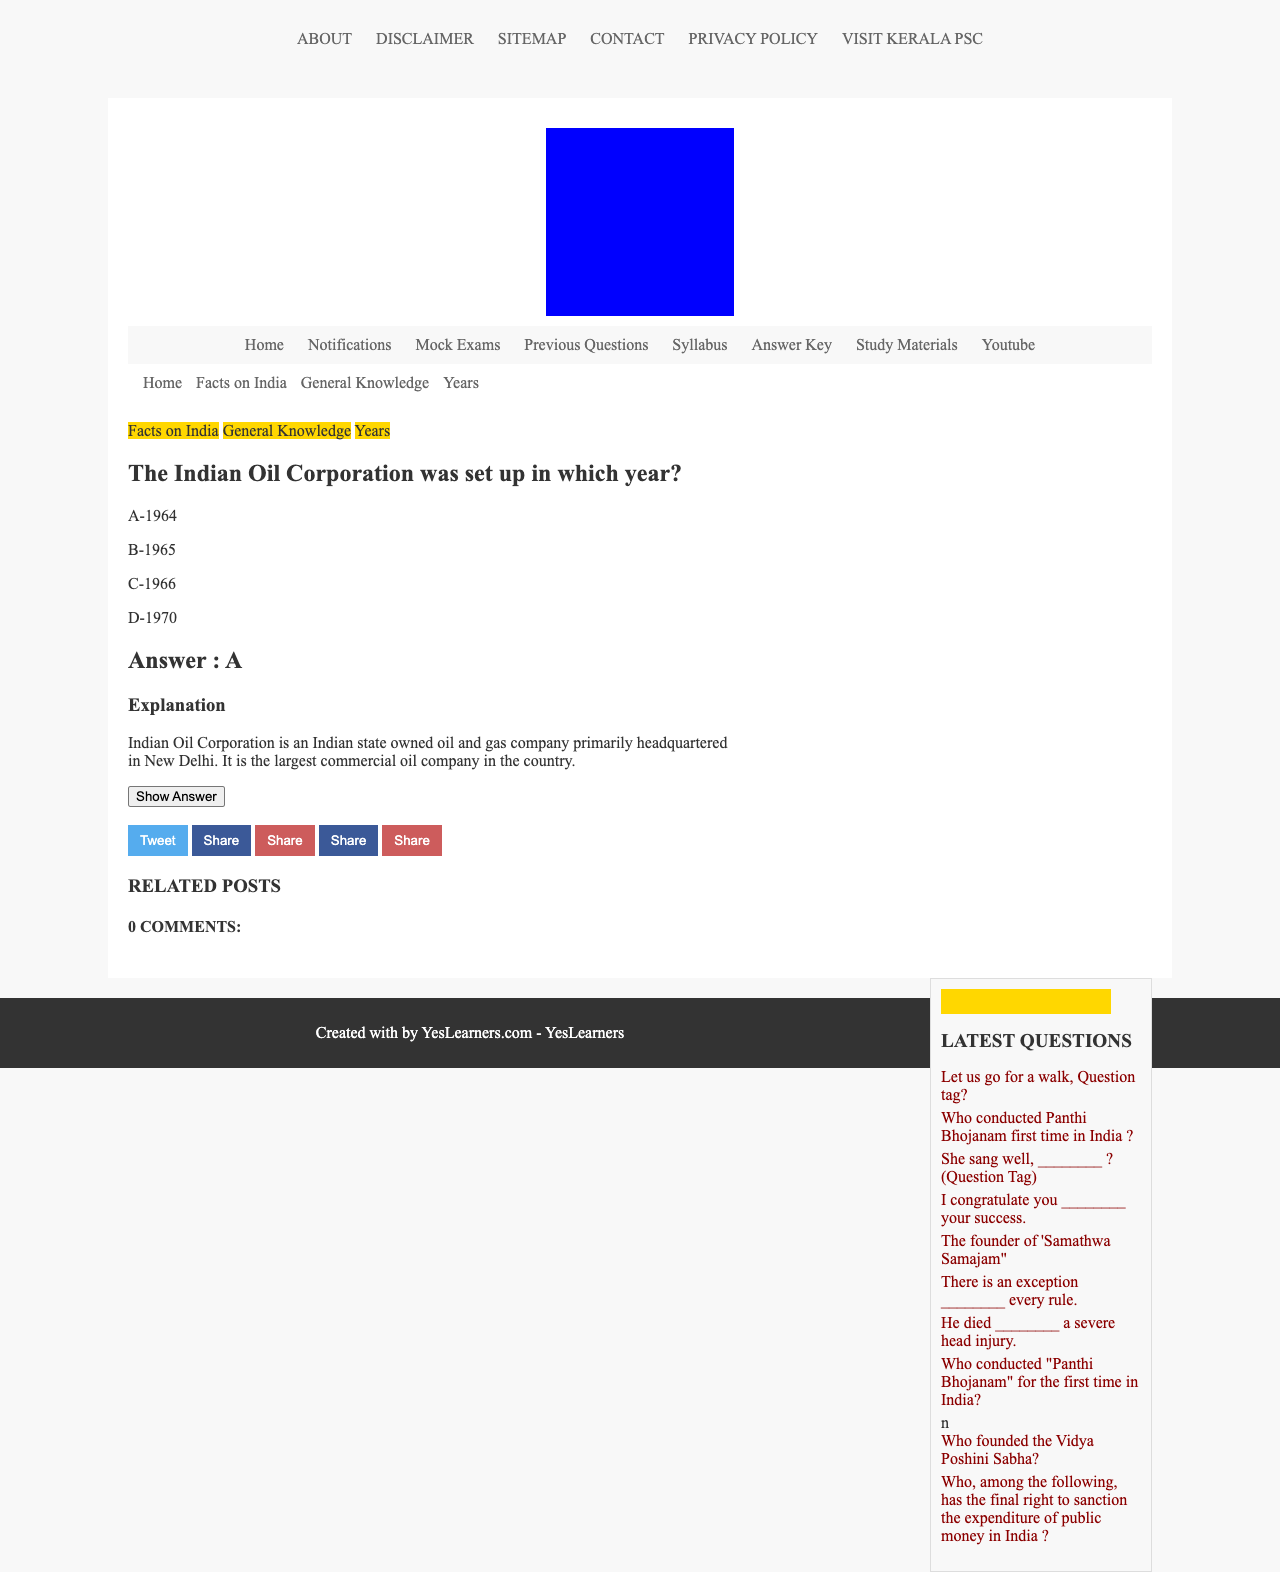 ABOUT DISCLAIMER SITEMAP CONTACT PRIVACY POLICY VISIT KERALA PSC
Home Notifications Mock Exams Previous Questions Syllabus Answer Key Study Materials Youtube
Home Facts on India General Knowledge Years
Facts on India General Knowledge Years
The Indian Oil Corporation was set up in which year?
A-1964
B-1965
C-1966
D-1970
Answer : A
Explanation
Indian Oil Corporation is an Indian state owned oil and gas company primarily headquartered
in New Delhi. It is the largest commercial oil company in the country.
Show Answer
Tweet Share Share Share Share
RELATED POSTS
0 COMMENTS:
Created with by YesLearners.com - YesLearners
LATEST QUESTIONS
Let us go for a walk, Question
tag?
Who conducted Panthi
Bhojanam first time in India ?
She sang well, ________ ?
(Question Tag)
I congratulate you ________
your success.
The founder of 'Samathwa
Samajam"
There is an exception
________ every rule.
He died ________ a severe
head injury.
Who conducted "Panthi
Bhojanam" for the first time in
India?
n
Who founded the Vidya
Poshini Sabha?
Who, among the following,
has the final right to sanction
the expenditure of public
money in India ?